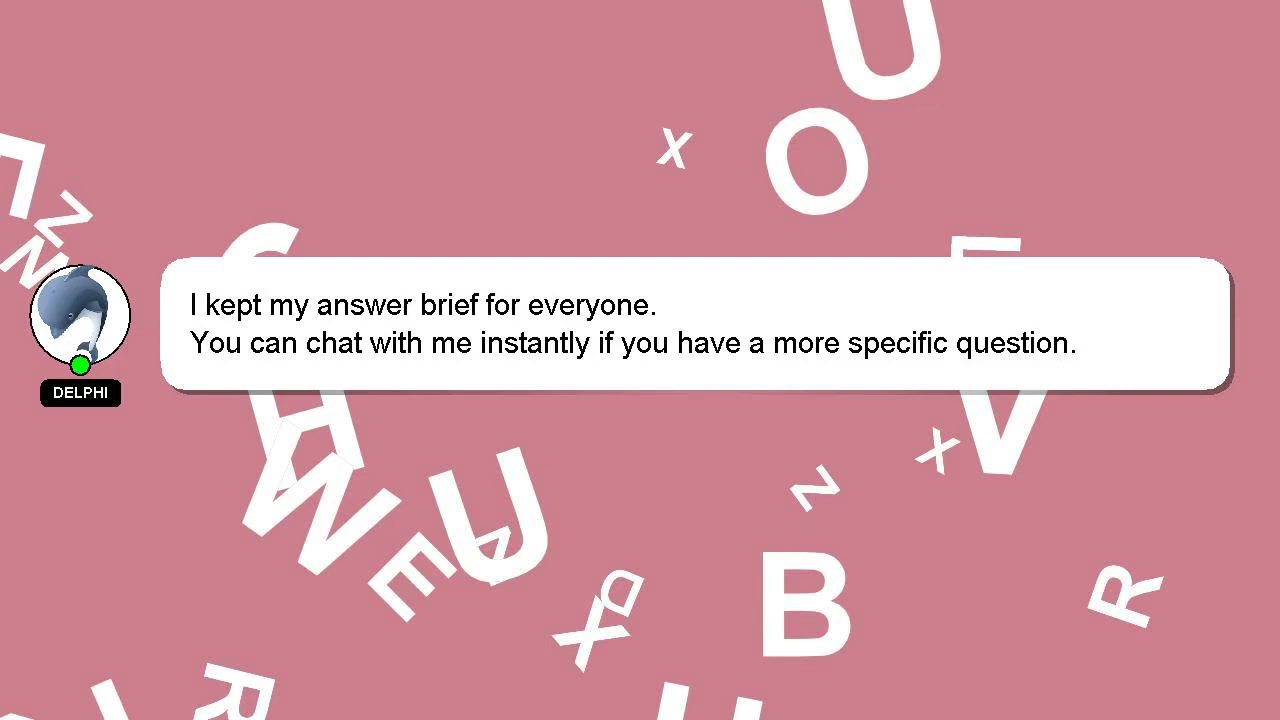 I kept my answer brief for everyone.
You can chat with me instantly if you have a more specific question.
DELPHI
U
O
X
Z
N
W
E
U
X
D
X
V
Z
B
R
R